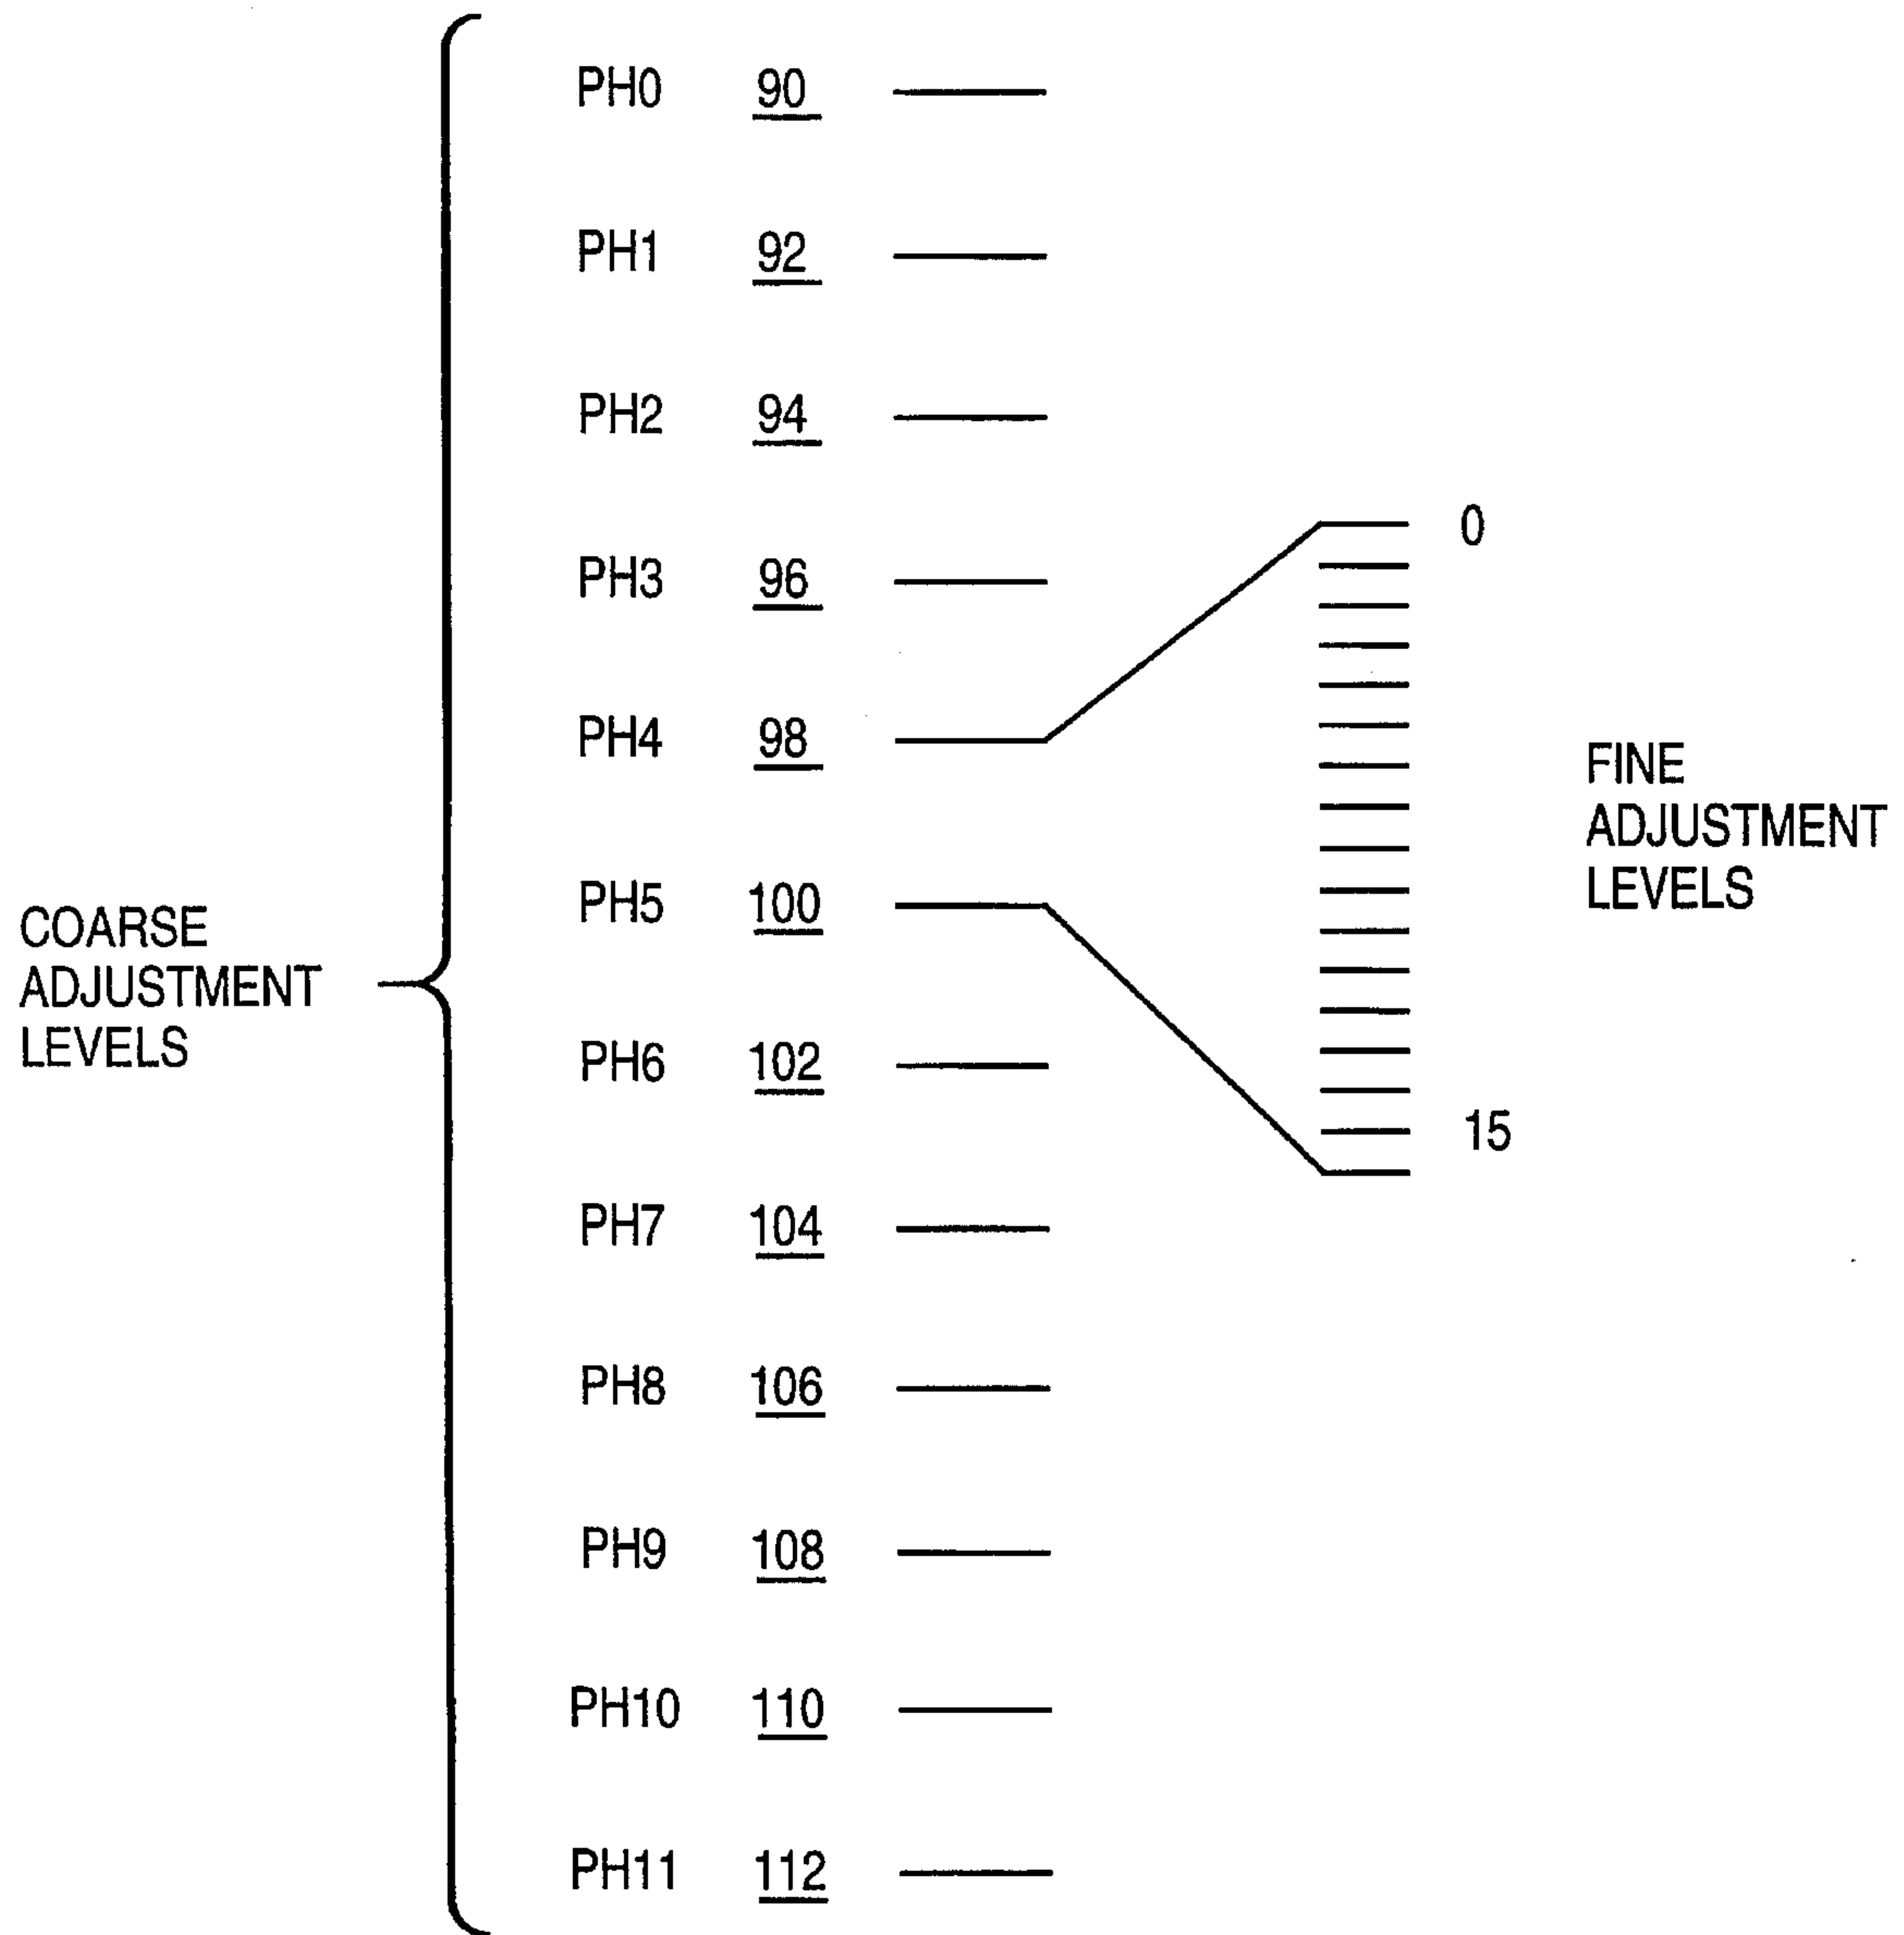 PH0 90
PH1 92
PH2 94
PH3 96
PH4 98
PH5 100
PH6 102
PH7 104
PH8 106
PH9 108
PH10 110
PH11 112
COARSE
ADJUSTMENT
LEVELS
0
15
FINE
ADJUSTMENT
LEVELS